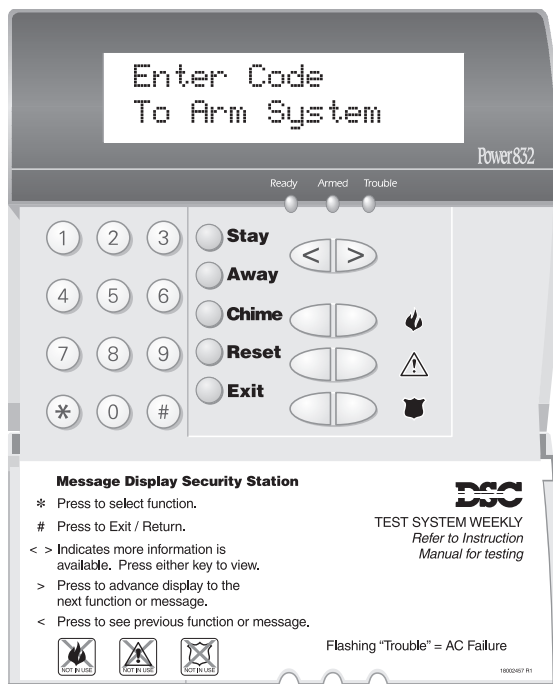 Enter Code
To Arm System
Power832
Ready Armed Trouble
1 2 3
4 5 6
7 8 9
* 0 #
Stay
Away
Chime
Reset
Exit
< >
Message Display Security Station
* Press to select function.
# Press to Exit / Return.
< > Indicates more information is
available. Press either key to view.
> Press to advance display to the
next function or message.
< Press to see previous function or message.
NOT IN USE NOT IN USE NOT IN USE
DSC
TEST SYSTEM WEEKLY
Refer to Instruction
Manual for testing
Flashing "Trouble" = AC Failure
18002457 R1